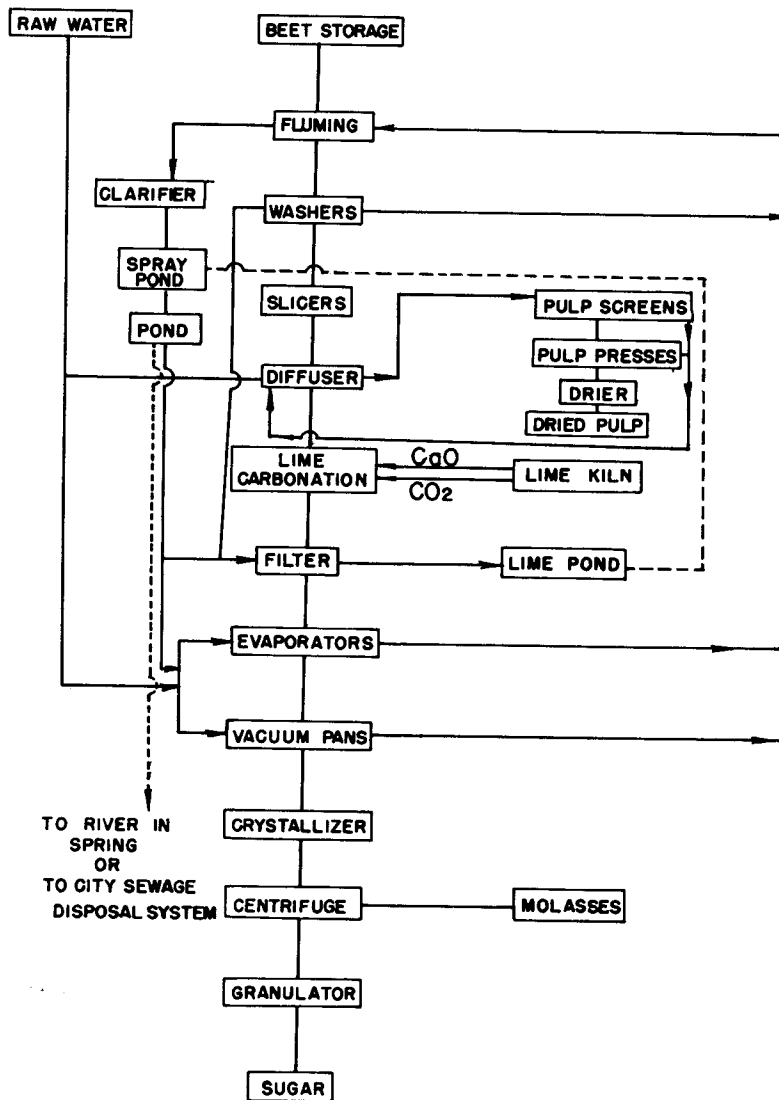 RAW WATER
BEET STORAGE
FLUMING
CLARIFIER
WASHERS
SPRAY
POND
SLICERS
PULP SCREENS
POND
PULP PRESSES
DIFFUSER
DRIER
DRIED PULP
LIME
CARBONATION
CaO
CO2
LIME KILN
FILTER
LIME POND
EVAPORATORS
VACUUM PANS
TO RIVER IN
SPRING
OR
TO CITY SEWAGE
DISPOSAL SYSTEM
CRYSTALLIZER
CENTRIFUGE
MOLASSES
GRANULATOR
SUGAR